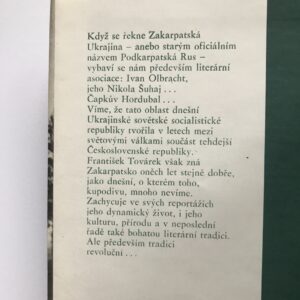 Když se řekne Zakarpatská
Ukrajina – anebo starým oficiálním
názvem Podkarpatská Rus –
vybaví se nám především literární
asociace: Ivan Olbracht,
jeho Nikola Šuhaj . . .
Čapkův Hordubal . . .
Víme, že tato oblast dnešní
Ukrajinské sovětské socialistické
republiky tvořila v letech mezi
světovými válkami součást tehdejší
Československé republiky.
František Továrek však zná
Zakarpatsko oněch let stejně dobře,
jako dnešní, o kterém toho,
kupodivu, mnoho nevíme.
Zachycuje ve svých reportážích
jeho dynamický život, i jeho
kulturu, přírodu a v neposlední
řadě také bohatou literární tradici.
Ale především tradici
revoluční . . .